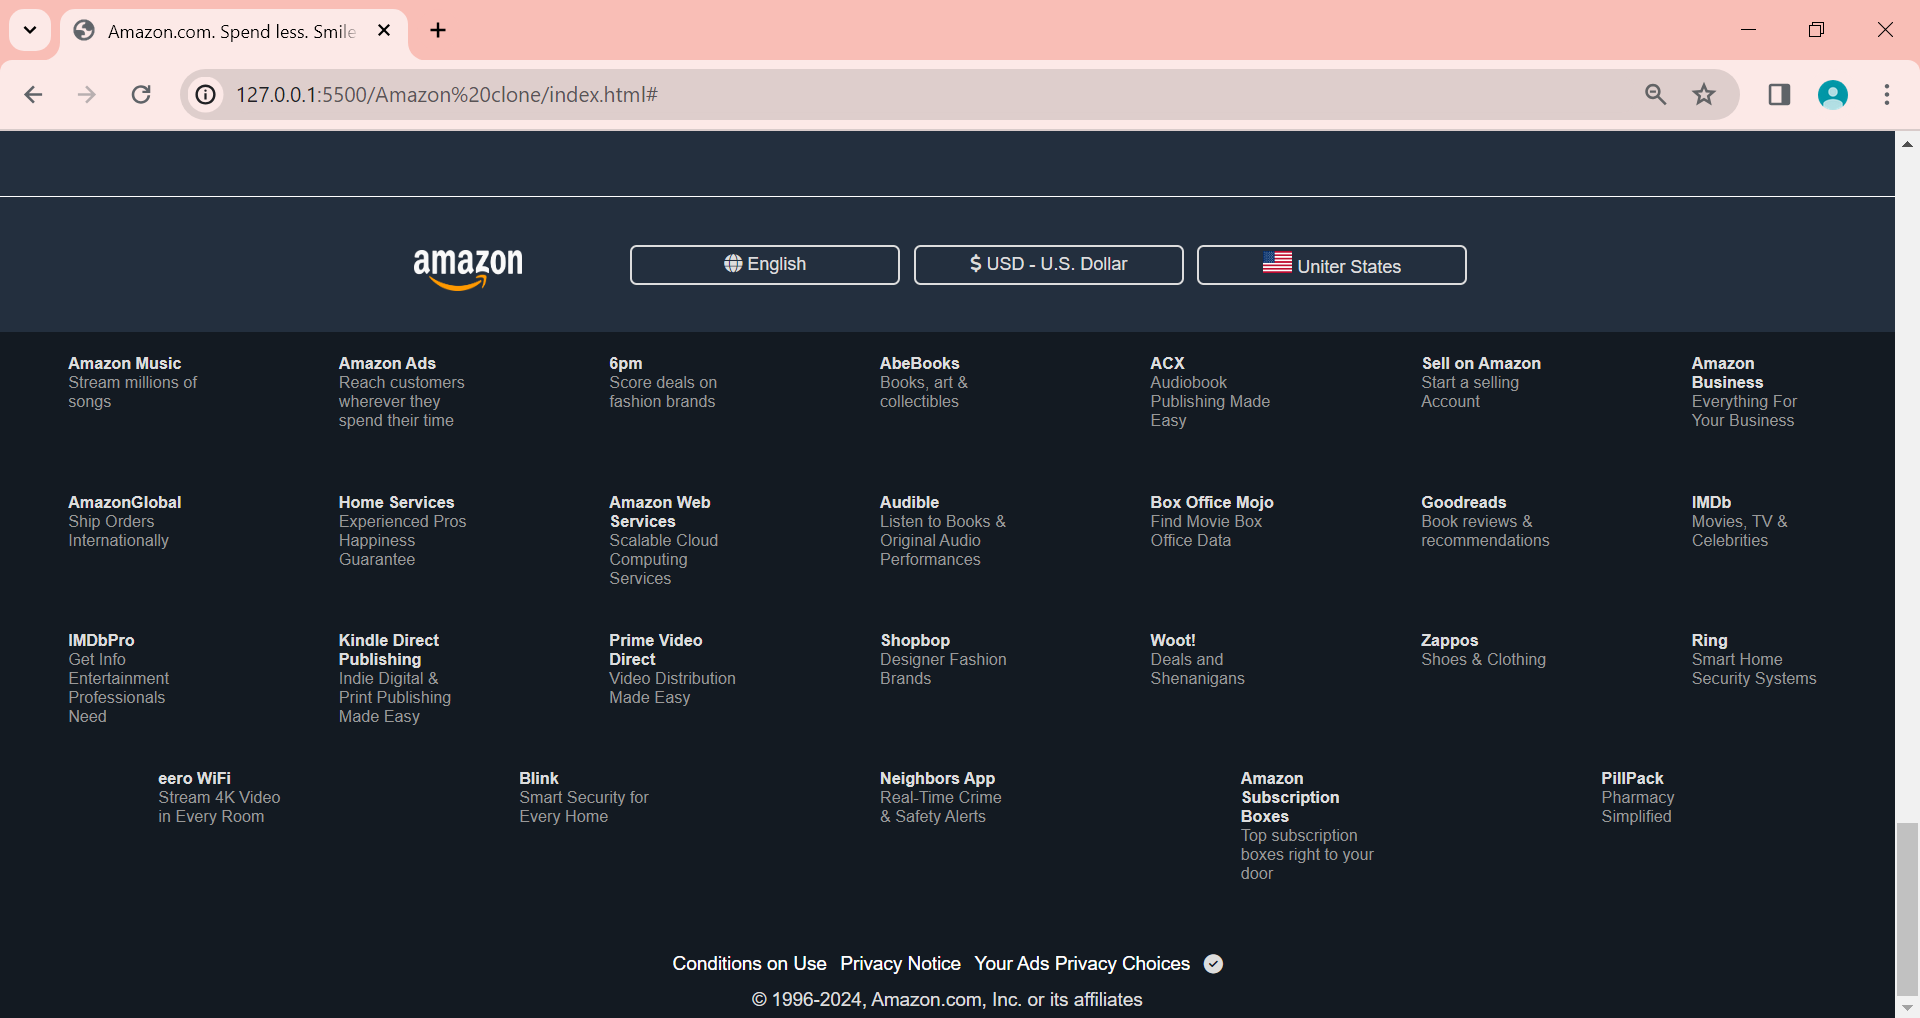 Amazon.com. Spend less. Smile
127.0.0.1:5500/Amazon%20clone/index.html#
amazon
English
$ USD - U.S. Dollar
Uniter States
Amazon Music
Stream millions of
songs
Amazon Ads
Reach customers
wherever they
spend their time
6pm
Score deals on
fashion brands
AbeBooks
Books, art &
collectibles
ACX
Audiobook
Publishing Made
Easy
Sell on Amazon
Start a selling
Account
Amazon
Business
Everything For
Your Business
AmazonGlobal
Ship Orders
Internationally
Home Services
Experienced Pros
Happiness
Guarantee
Amazon Web
Services
Scalable Cloud
Computing
Services
Audible
Listen to Books &
Original Audio
Performances
Box Office Mojo
Find Movie Box
Office Data
Goodreads
Book reviews &
recommendations
IMDb
Movies, TV &
Celebrities
IMDbPro
Get Info
Entertainment
Professionals
Need
Kindle Direct
Publishing
Indie Digital &
Print Publishing
Made Easy
Prime Video
Direct
Video Distribution
Made Easy
Shopbop
Designer Fashion
Brands
Woot!
Deals and
Shenanigans
Zappos
Shoes & Clothing
Ring
Smart Home
Security Systems
eero WiFi
Stream 4K Video
in Every Room
Blink
Smart Security for
Every Home
Neighbors App
Real-Time Crime
& Safety Alerts
Amazon
Subscription
Boxes
Top subscription
boxes right to your
door
PillPack
Pharmacy
Simplified
Conditions on Use Privacy Notice Your Ads Privacy Choices
© 1996-2024, Amazon.com, Inc. or its affiliates